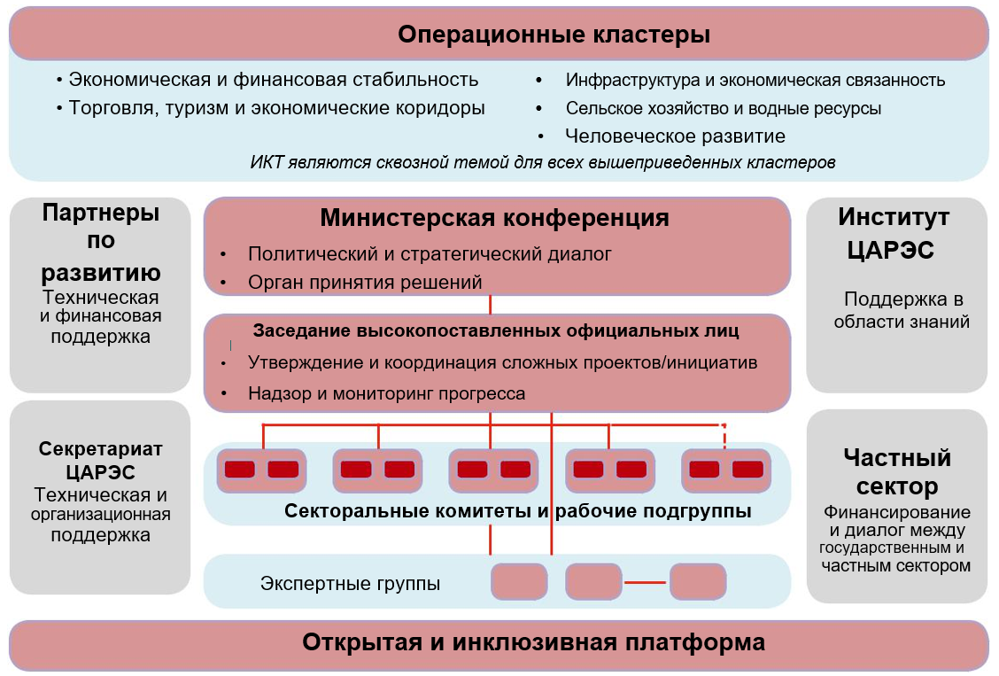 Операционные кластеры
• Экономическая и финансовая стабильность
• Торговля, туризм и экономические коридоры
• Инфраструктура и экономическая связанность
• Сельское хозяйство и водные ресурсы
• Человеческое развитие
ИКТ являются сквозной темой для всех вышеприведенных кластеров
Партнеры
по
развитию
Техническая
и финансовая
поддержка
Министерская конференция
• Политический и стратегический диалог
• Орган принятия решений
Институт
ЦАРЭС
Поддержка в
области знаний
Заседание высокопоставленных официальных лиц
• Утверждение и координация сложных проектов/инициатив
• Надзор и мониторинг прогресса
Секретариат
ЦАРЭС
Техническая и
организационная
поддержка
Секторальные комитеты и рабочие подгруппы
Экспертные группы
Частный
сектор
Финансирование
и диалог между
государственным и
частным сектором
Открытая и инклюзивная платформа